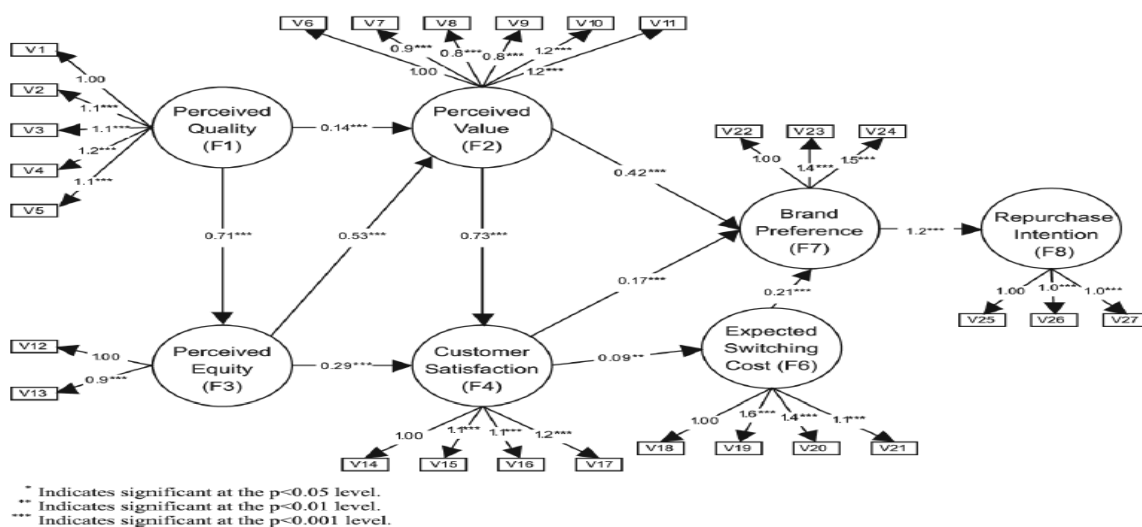 V6 V7 V8 V9 V10 V11
1.00 0.9*** 0.8*** 0.8*** 1.2*** 1.2***
V1
V2
V3
V4
V5
1.00
1.1***
1.1***
1.2***
1.1***
Perceived
Quality
(F1)
0.14***
Perceived
Value
(F2)
V22 V23 V24
1.00 1.4*** 1.5***
0.42***
Brand
Preference
(F7)
1.2***
Repurchase
Intention
(F8)
1.00 1.0*** 1.0***
V25 V26 V27
0.71***
0.53***
0.73***
0.17***
0.21***
V12
V13
1.00
0.9***
Perceived
Equity
(F3)
0.29***
Customer
Satisfaction
(F4)
0.09**
Expected
Switching
Cost (F6)
1.00 1.1*** 1.1*** 1.2***
V14 V15 V16 V17
1.00 1.6*** 1.4*** 1.1***
V18 V19 V20 V21
* Indicates significant at the p<0.05 level.
** Indicates significant at the p<0.01 level.
*** Indicates significant at the p<0.001 level.